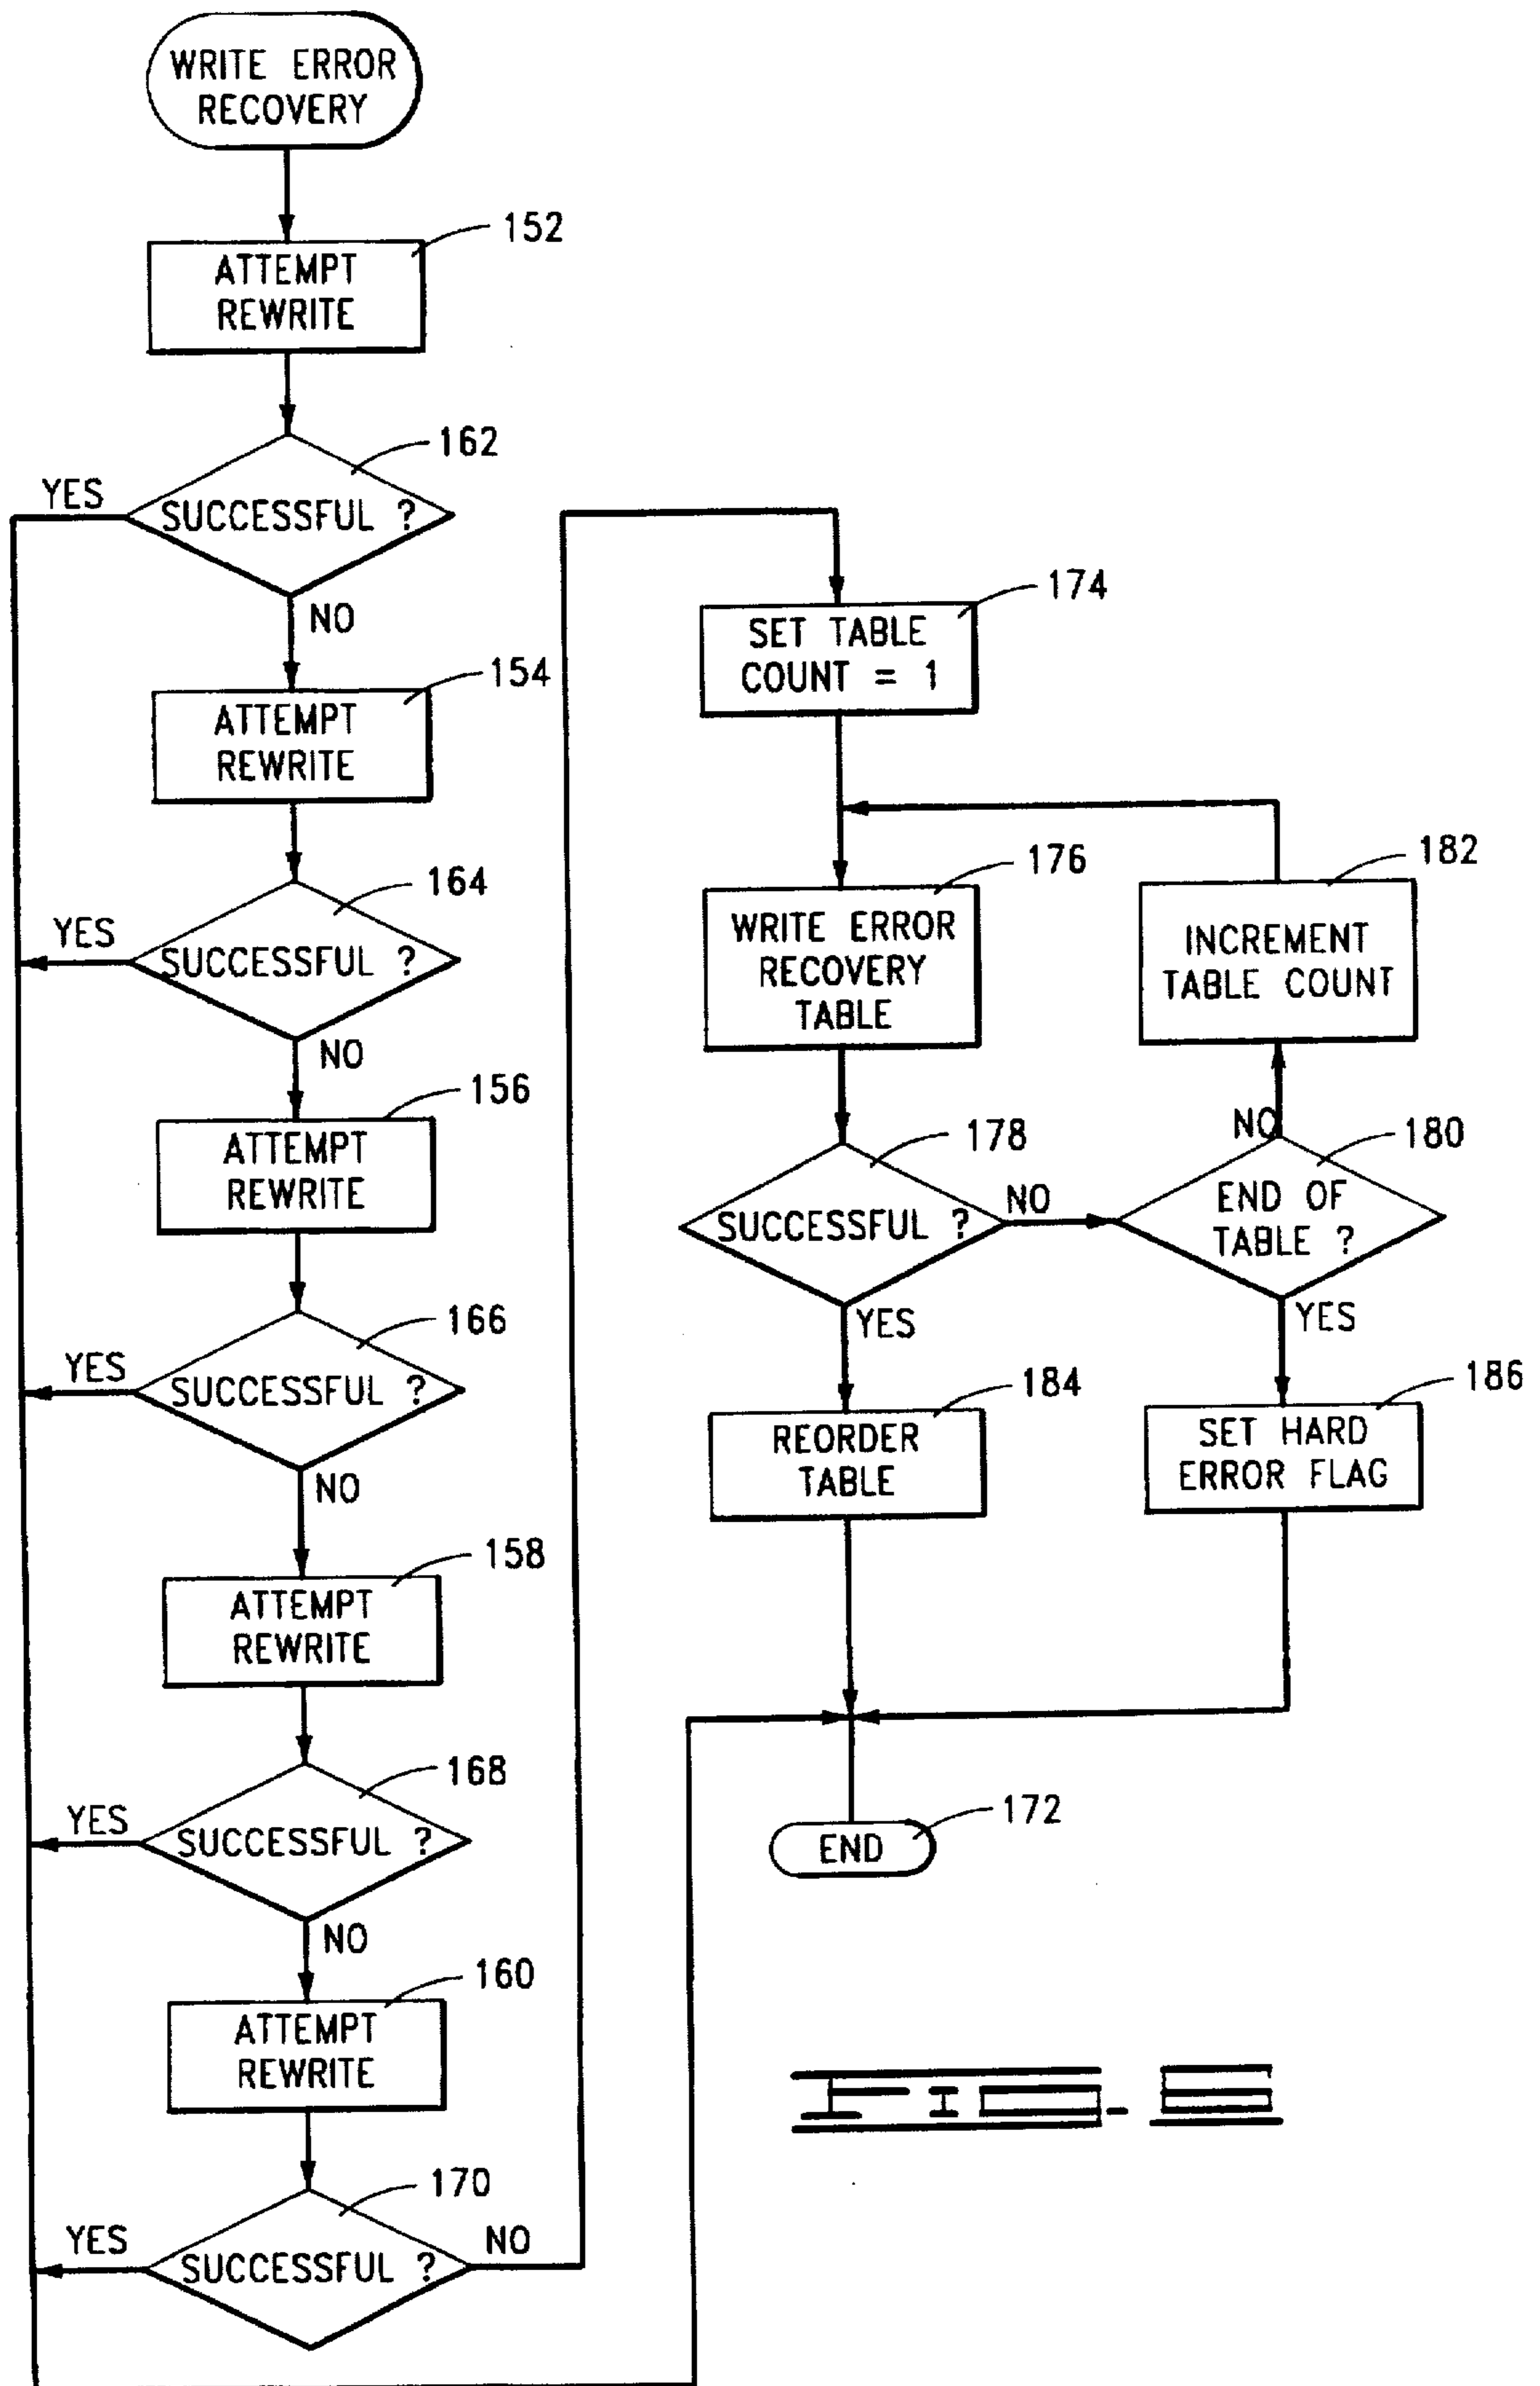 WRITE ERROR
RECOVERY
152
ATTEMPT
REWRITE
162
YES
SUCCESSFUL ?
NO
154
ATTEMPT
REWRITE
164
YES
SUCCESSFUL ?
NO
156
ATTEMPT
REWRITE
166
YES
SUCCESSFUL ?
NO
158
ATTEMPT
REWRITE
168
YES
SUCCESSFUL ?
NO
160
ATTEMPT
REWRITE
170
YES
SUCCESSFUL ?
NO
174
SET TABLE
COUNT = 1
176
WRITE ERROR
RECOVERY
TABLE
182
INCREMENT
TABLE COUNT
178
SUCCESSFUL ?
NO
YES
NO
180
END OF
TABLE ?
YES
184
REORDER
TABLE
186
SET HARD
ERROR FLAG
172
END